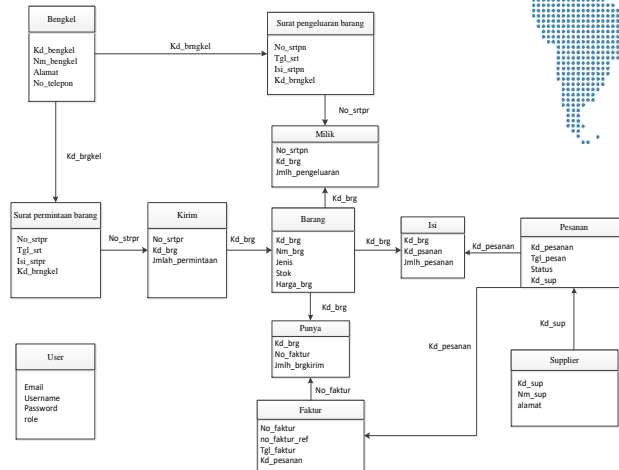 Bengkel
Kd_bengkel
Nm_bengkel
Alamat
No_telepon
Kd_brngkel
Surat pengeluaran barang
No_srtpn
Tgl_srt
Isi_srtpn
Kd_brngkel
No_srtpr
Milik
No_srtpn
Kd_brg
Jmlh_pengeluaran
Kd_brgkel
Kd_brg
Surat permintaan barang
No_srtpr
Tgl_srt
Isi_srtpr
Kd_brngkel
No_strpr
Kirim
No_srtpr
Kd_brg
Jmlah_permintaan
Kd_brg
Barang
Kd_brg
Nm_brg
Jenis
Stok
Harga_brg
Kd_brg
Isi
Kd_brg
Kd_psanan
Jmlh_pesanan
Kd_pesanan
Pesanan
Kd_pesanan
Tgl_pesan
Status
Kd_sup
Kd_brg
Punya
Kd_brg
No_faktur
Jmlh_brgkirim
Kd_pesanan
Kd_sup
User
Email
Username
Password
role
No_faktur
Supplier
Kd_sup
Nm_sup
alamat
Faktur
No_faktur
no_faktur_ref
Tgl_faktur
Kd_pesanan